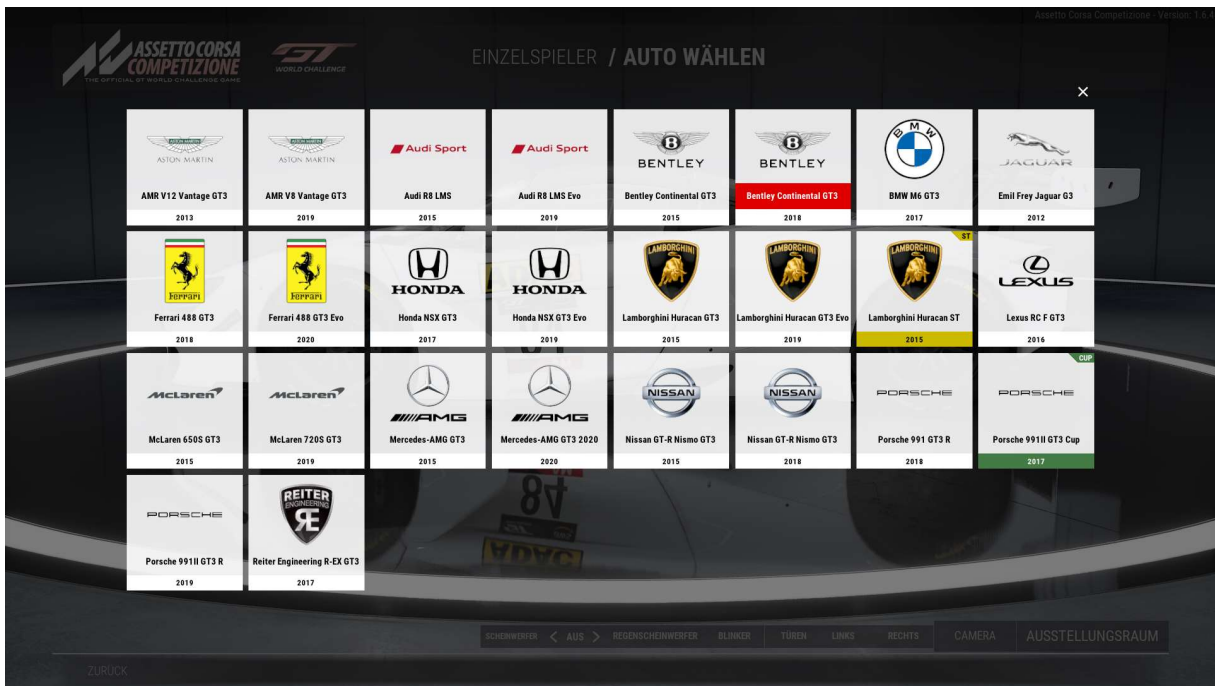 Assetto Corsa Competizione - Version: 1.6.4
ASSETTO CORSA
COMPETIZIONE
THE OFFICIAL GT WORLD CHALLENGE GAME
GT
WORLD CHALLENGE
EINZELSPIELER / AUTO WÄHLEN
×
ASTON MARTIN
ASTON MARTIN
AMR V12 Vantage GT3
2013
ASTON MARTIN
ASTON MARTIN
AMR V8 Vantage GT3
2019
Audi Sport
Audi R8 LMS
2015
Audi Sport
Audi R8 LMS Evo
2019
B
BENTLEY
Bentley Continental GT3
2015
B
BENTLEY
Bentley Continental GT3
2018
BMW
BMW M6 GT3
2017
JAGUAR
Emil Frey Jaguar G3
2012
Ferrari
Ferrari 488 GT3
2018
Ferrari
Ferrari 488 GT3 Evo
2020
HONDA
Honda NSX GT3
2017
HONDA
Honda NSX GT3 Evo
2019
LAMBORGHINI
Lamborghini Huracan GT3
2015
LAMBORGHINI
Lamborghini Huracan GT3 Evo
2019
ST
LAMBORGHINI
Lamborghini Huracan ST
2015
LEXUS
Lexus RC F GT3
2016
McLaren
McLaren 650S GT3
2015
McLaren
McLaren 720S GT3
2019
AMG
Mercedes-AMG GT3
2015
AMG
Mercedes-AMG GT3 2020
2020
NISSAN
Nissan GT-R Nismo GT3
2015
NISSAN
Nissan GT-R Nismo GT3
2018
PORSCHE
Porsche 991 GT3 R
2018
CUP
PORSCHE
Porsche 991II GT3 Cup
2017
PORSCHE
Porsche 991II GT3 R
2019
REITER
ENGINEERING
RE
Reiter Engineering R-EX GT3
2017
84
ADAC
SCHEINWERFER < AUS > REGENSCHEINWERFER BLINKER TÜREN LINKS RECHTS CAMERA AUSSTELLUNGSRAUM
ZURÜCK